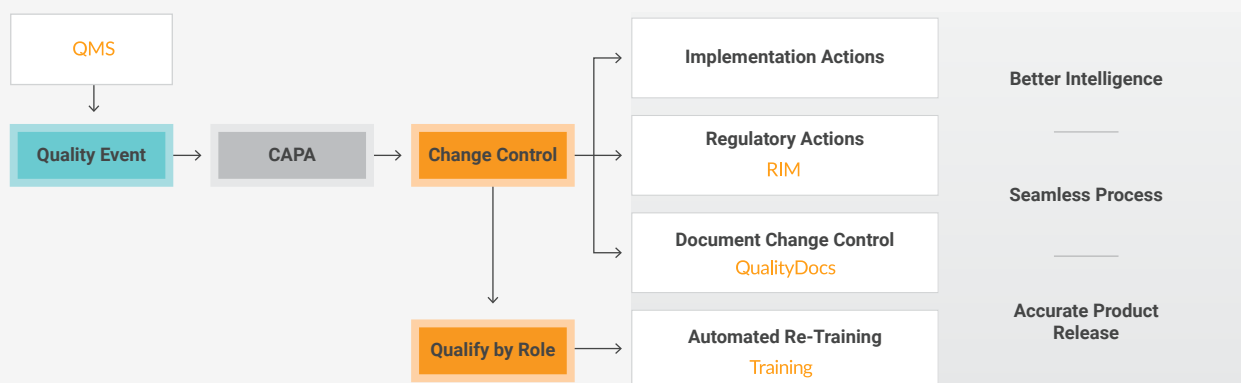 QMS
Quality Event
CAPA
Change Control
Qualify by Role
Implementation Actions
Regulatory Actions
RIM
Document Change Control
QualityDocs
Automated Re-Training
Training
Better Intelligence
Seamless Process
Accurate Product
Release